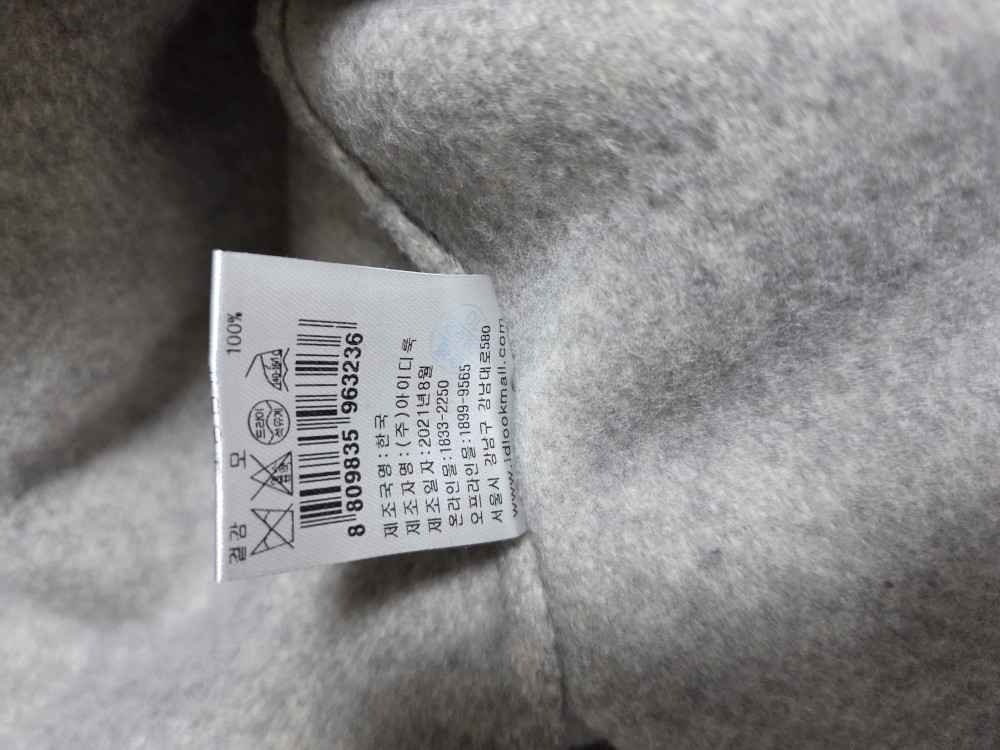 겉감 모 100%
드라이 석유계
8 809835 963236
제조국명:한국
제조자명:(주)아이디룩
제조일자:2021년8월
온라인몰:1833-2250
오프라인몰:1899-9565
서울시 강남구 강남대로580
www.idlookmall.com